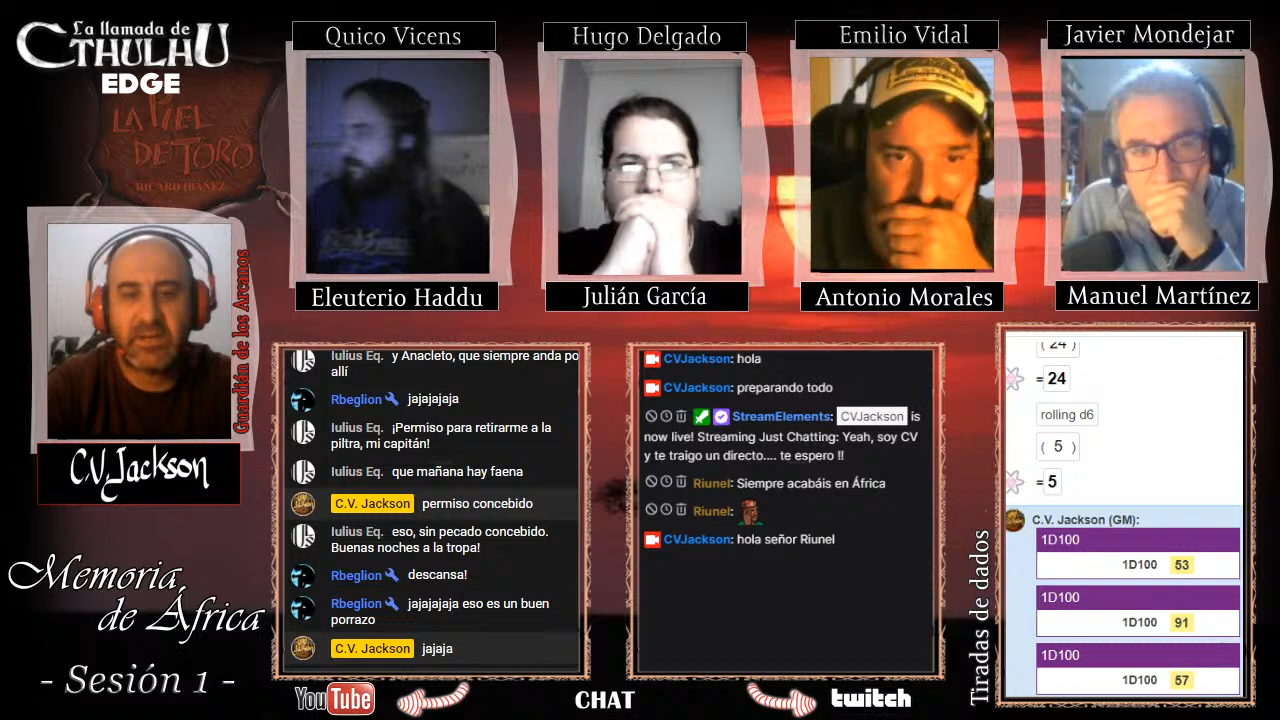 La llamada de
CTHULHU
EDGE
LA PIEL
DE TORO
RICARD IBÁÑEZ
Quico Vicens
Hugo Delgado
Emilio Vidal
Javier Mondejar
Eleuterio Haddu
Julián García
Antonio Morales
Manuel Martínez
Guardián de los Arcanos
C.V. Jackson
Memoria
de África
- Sesión 1 -
Iulius Eq. y Anacleto, que siempre anda po
allí
Rbeglion jajajajaja
Iulius Eq. ¡Permiso para retirarme a la
piltra, mi capitán!
Iulius Eq. que mañana hay faena
C.V. Jackson permiso concebido
Iulius Eq. eso, sin pecado concebido.
Buenas noches a la tropa!
Rbeglion descansa!
Rbeglion jajajajaja eso es un buen
porrazo
C.V. Jackson jajaja
CVJackson: hola
CVJackson: preparando todo
StreamElements: CVJackson is
now live! Streaming Just Chatting: Yeah, soy CV
y te traigo un directo.... te espero !!
Riunel: Siempre acabáis en África
Riunel:
CVJackson: hola señor Riunel
Tiradas de dados
( 24 )
= 24
rolling d6
( 5 )
= 5
C.V. Jackson (GM):
1D100
1D100 53
1D100
1D100 91
1D100
1D100 57
YouTube
CHAT
twitch